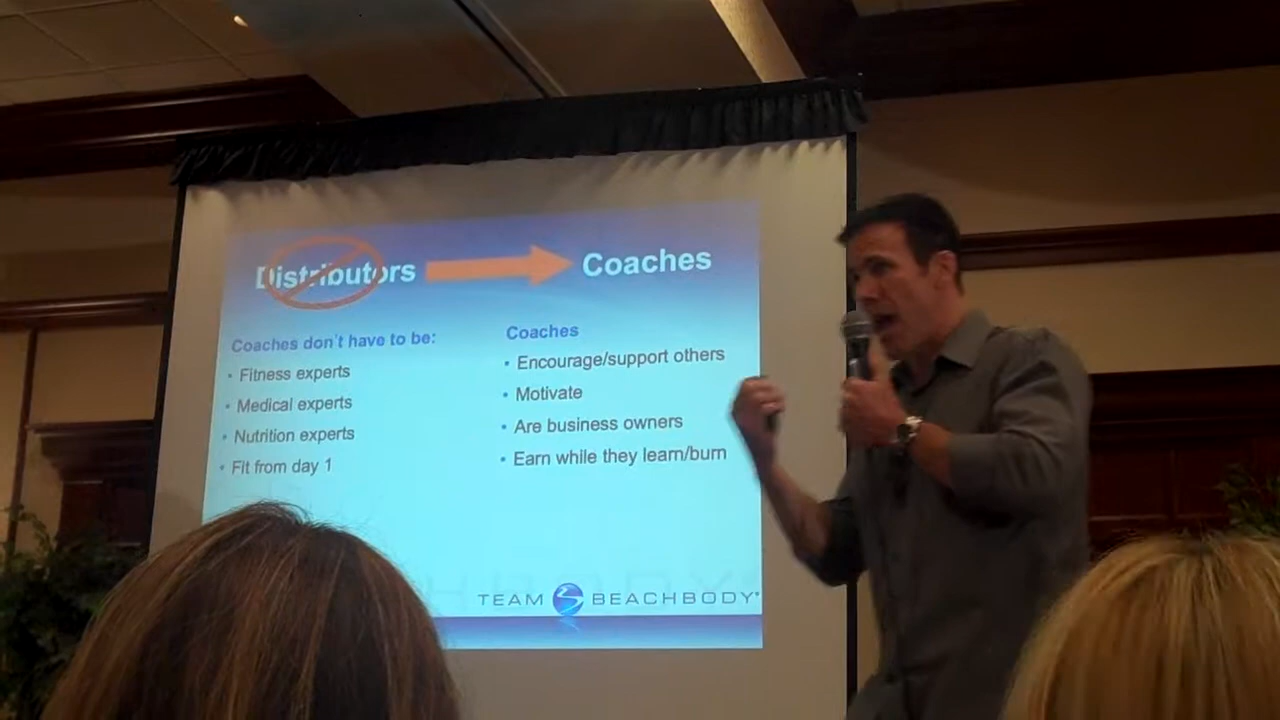 Distributors
Coaches
Coaches don't have to be:
• Fitness experts
• Medical experts
• Nutrition experts
• Fit from day 1
Coaches
• Encourage/support others
• Motivate
• Are business owners
• Earn while they learn/burn
TEAM BEACHBODY